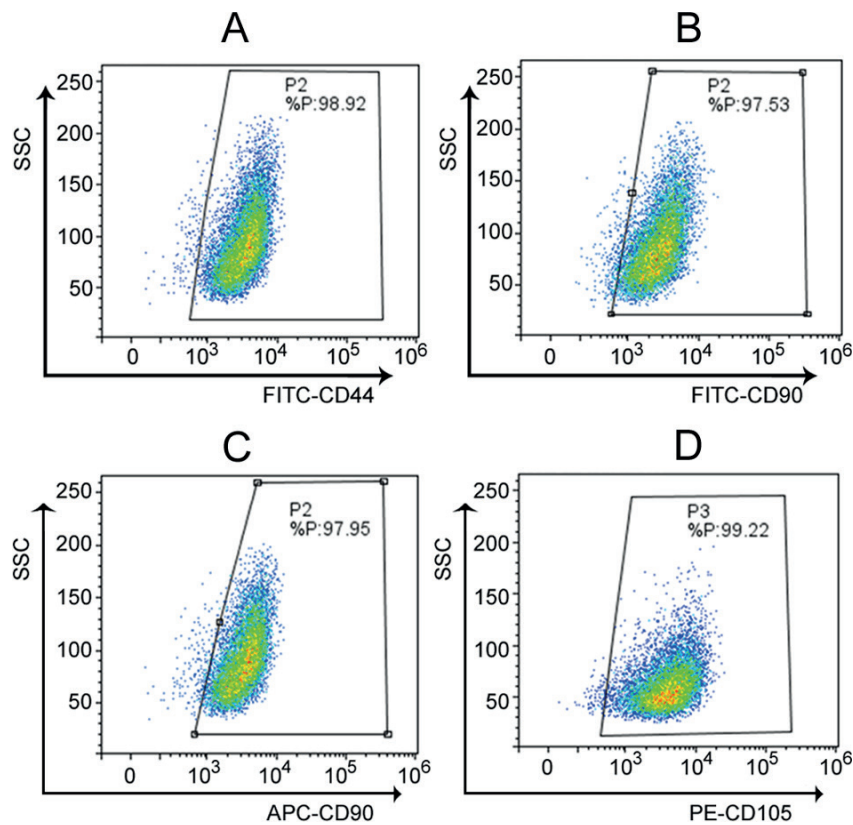 A
SSC
250
200
150
100
50
P2
%P:98.92
0 10³ 10⁴ 10⁵ 10⁶
FITC-CD44
B
SSC
250
200
150
100
50
P2
%P:97.53
0 10³ 10⁴ 10⁵ 10⁶
FITC-CD90
C
SSC
250
200
150
100
50
P2
%P:97.95
0 10³ 10⁴ 10⁵ 10⁶
APC-CD90
D
SSC
250
200
150
100
50
P3
%P:99.22
0 10³ 10⁴ 10⁵ 10⁶
PE-CD105